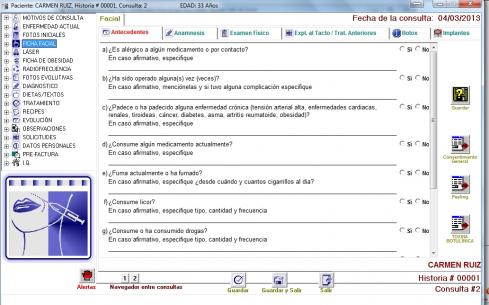 Paciente: CARMEN RUIZ, Historia # 00001, Consulta: 2 EDAD: 33 Años
MOTIVOS DE CONSULTA
ENFERMEDAD ACTUAL
FOTOS INICIALES
FICHA FACIAL
LASER
FICHA DE OBESIDAD
RADIOFRECUENCIA
FOTOS EVOLUTIVAS
DIAGNOSTICO
DIETAS/TEXTOS
TRATAMIENTO
RECIPES
EVOLUCIÓN
OBSERVACIONES
SOLICITUDES
DATOS PERSONALES
PRE-FACTURA
I.Q.
Facial
Fecha de la consulta: 04/03/2013
Antecedentes
Anamnesis
Examen Físico
Expl. al Tacto / Trat. Anteriores
Botox
Implantes
a) ¿Es alérgico a algún medicamento o por contacto? Si No
En caso afirmativo, especifique
b) ¿Ha sido operado alguna(s) vez (veces)? Si No
En caso afirmativo, menciónelas y si tuvo alguna complicación especifique
c) ¿Padece o ha padecido alguna enfermedad crónica (tensión arterial alta, enfermedades cardiacas, Si No
renales, tiroideas, cáncer, diabetes, asma, artritis reumatoide, obesidad)?
En caso afirmativo, especifique
d) ¿Consume algún medicamento actualmente? Si No
En caso afirmativo, especifique
e) ¿Fuma actualmente o ha fumado? Si No
En caso afirmativo, especifique ¿desde cuándo y cuantos cigarrillos al dia?
f) ¿Consume licor? Si No
En caso afirmativo, especifique tipo, cantidad y frecuencia
g) ¿Consume o ha consumido drogas? Si No
En caso afirmativo, especifique tipo, cantidad y frecuencia
Guardar
Consentimiento
General
Peeling
TOXINA
BOTULÍNICA
CARMEN RUIZ
Historia # 00001
Consulta #2
Alertas
1 2
Navegador entre consultas
Guardar
Guardar y Salir
Salir